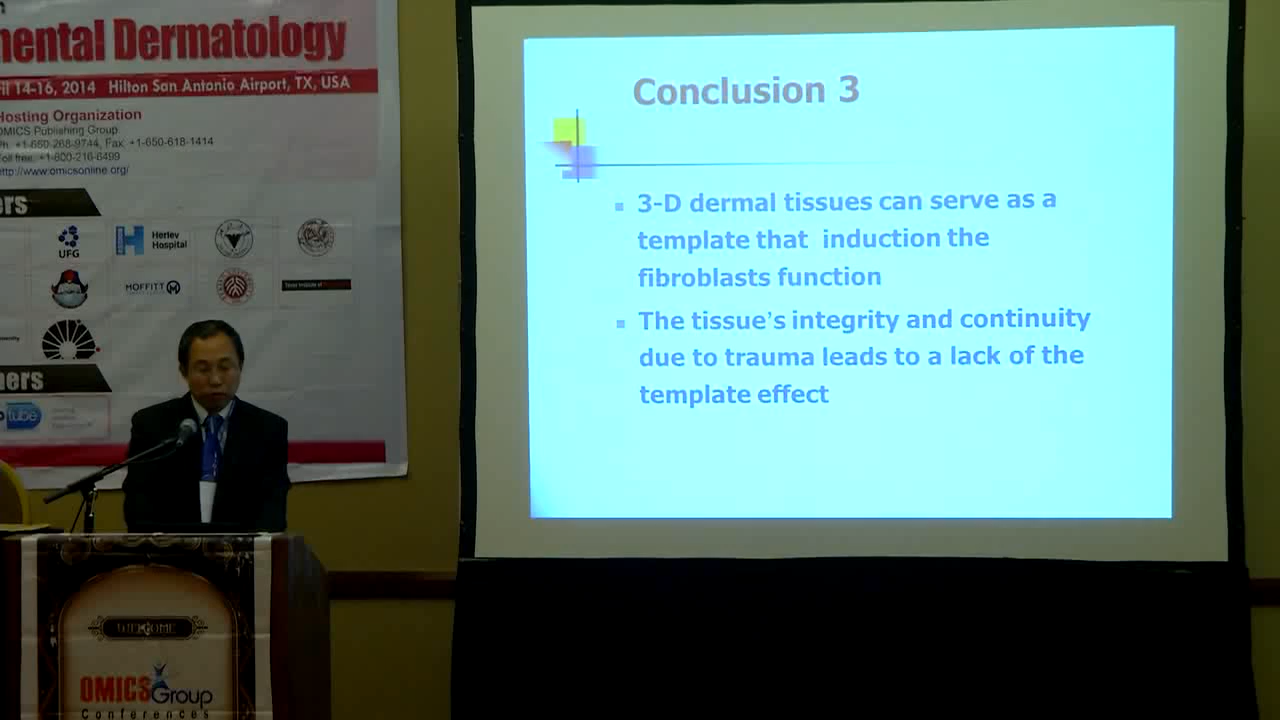 mental Dermatology
ril 14-16, 2014 Hilton San Antonio Airport, TX, USA
Hosting Organization
OMICS Publishing Group
Ph. +1-650-268-9744, Fax: +1-650-618-1414
Toll free. +1-800-216-6499
http://www.omicsonline.org/
ers
UFG
Herlev
Hospital
MOFFITT
ners
tube
WELCOME
OMICS Group
Conferences
Conclusion 3
3-D dermal tissues can serve as a
template that induction the
fibroblasts function
The tissue's integrity and continuity
due to trauma leads to a lack of the
template effect